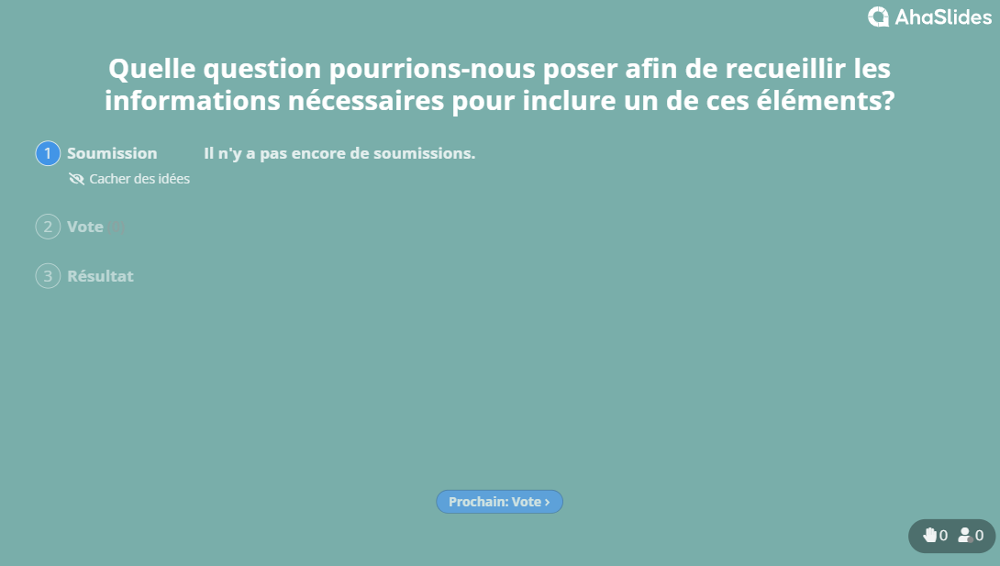 AhaSlides
Quelle question pourrions-nous poser afin de recueillir les
informations nécessaires pour inclure un de ces éléments?
1 Soumission
Il n'y a pas encore de soumissions.
Cacher des idées
2 Vote
3 Résultat
Prochain: Vote ›
0 0